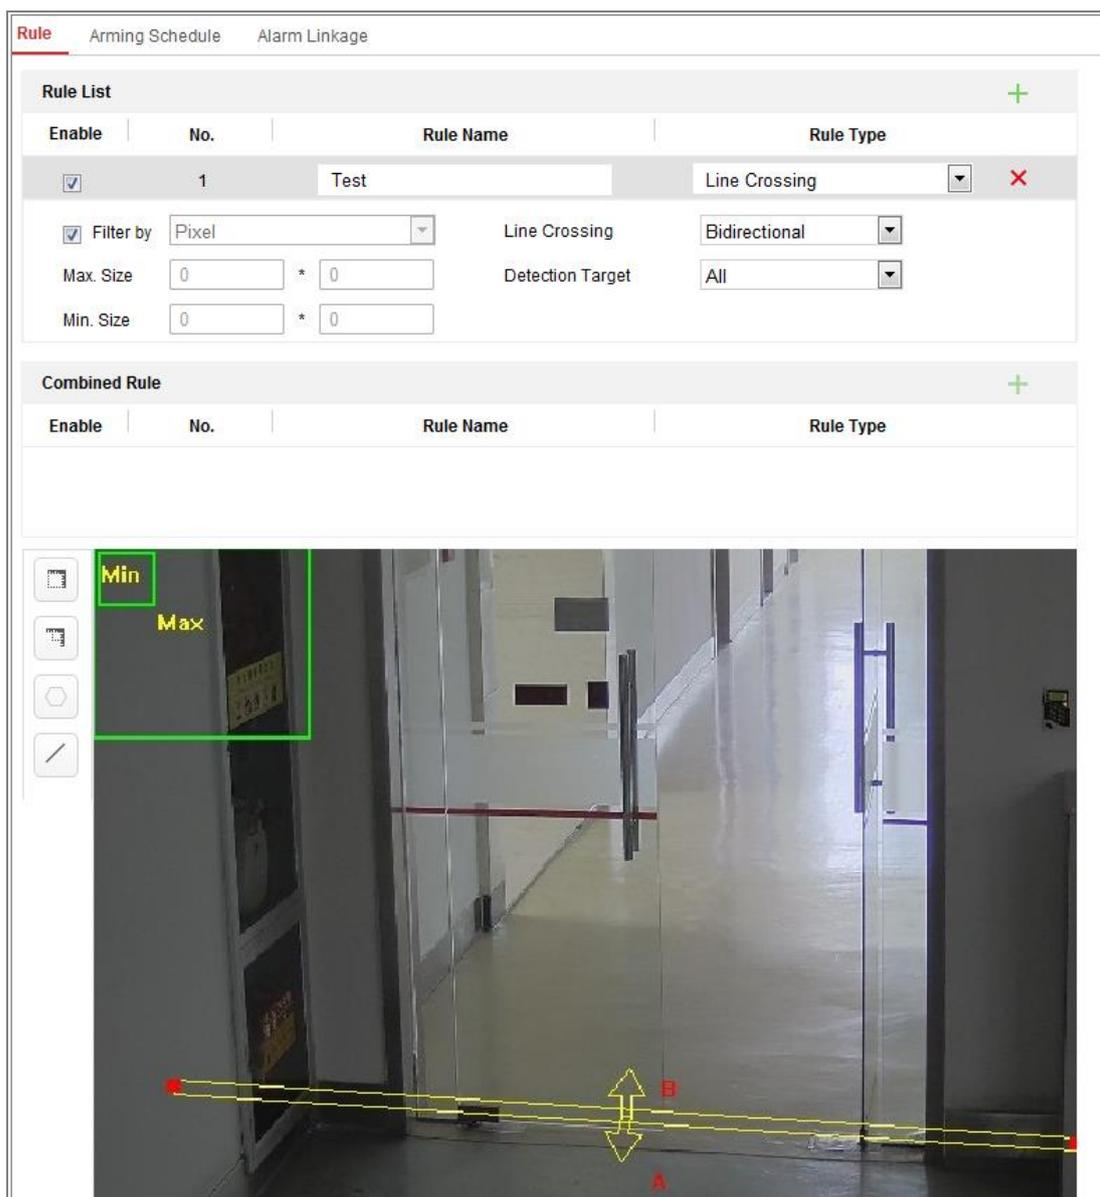 Rule Arming Schedule Alarm Linkage
Rule List +
Enable No. Rule Name Rule Type
1 Test Line Crossing
Filter by Pixel Line Crossing Bidirectional
Max. Size 0 * 0 Detection Target All
Min. Size 0 * 0
Combined Rule +
Enable No. Rule Name Rule Type
Min
Max
B
A